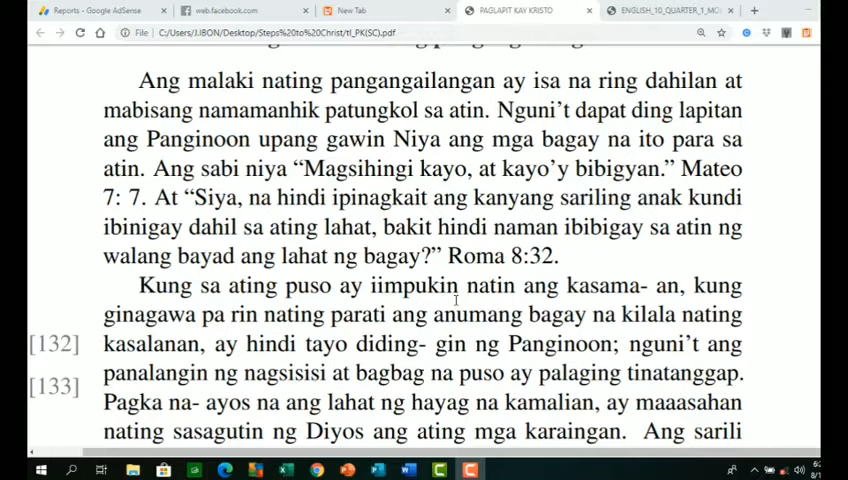 Reports - Google AdSense
web.facebook.com
New Tab
PAGLAPIT KAY KRISTO
ENGLISH_10_QUARTER_1_MO
File C:/Users/JJIBON/Desktop/Steps%20to%20Christ/tl_PK(SC).pdf
Ang malaki nating pangangailangan ay isa na ring dahilan at
mabisang namamanhik patungkol sa atin. Nguni’t dapat ding lapitan
ang Panginoon upang gawin Niya ang mga bagay na ito para sa
atin. Ang sabi niya “Magsihingi kayo, at kayo’y bibigyan.” Mateo
7: 7. At “Siya, na hindi ipinagkait ang kanyang sariling anak kundi
ibinigay dahil sa ating lahat, bakit hindi naman ibibigay sa atin ng
walang bayad ang lahat ng bagay?” Roma 8:32.
Kung sa ating puso ay iimpukin natin ang kasama- an, kung
ginagawa pa rin nating parati ang anumang bagay na kilala nating
[132] kasalanan, ay hindi tayo diding- gin ng Panginoon; nguni’t ang
[133] panalangin ng nagsisisi at bagbag na puso ay palaging tinatanggap.
Pagka na- ayos na ang lahat ng hayag na kamalian, ay maaasahan
nating sasagutin ng Diyos ang ating mga karaingan. Ang sarili